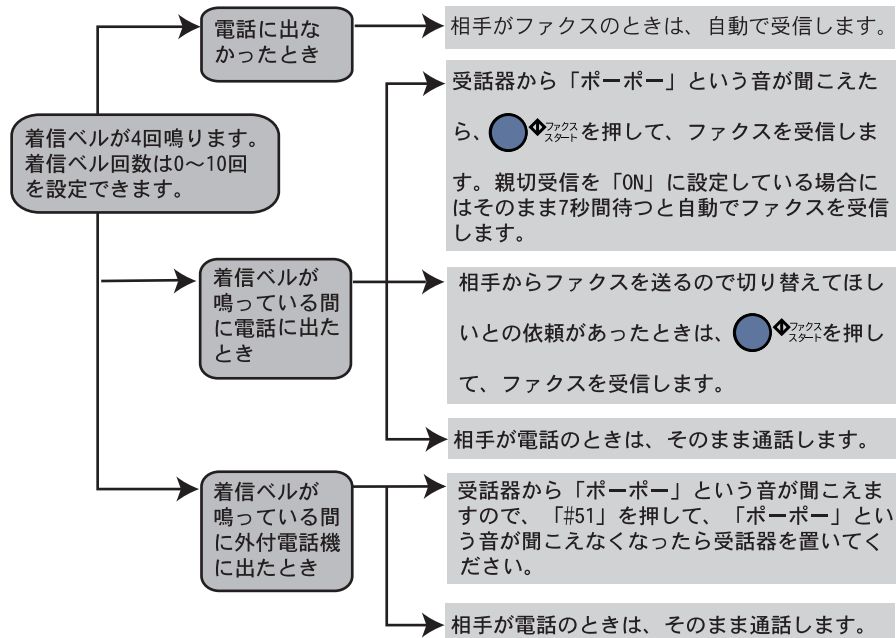 電話に出な
かったとき
相手がファクスのときは、自動で受信します。
着信ベルが4回鳴ります。
着信ベル回数は0～10回
を設定できます。
受話器から「ポーポー」という音が聞こえた
ら、ファクススタートを押して、ファクスを受信しま
す。親切受信を「ON」に設定している場合に
はそのまま7秒間待つと自動でファクスを受信
します。
着信ベルが
鳴っている間
に電話に出た
とき
相手からファクスを送るので切り替えてほし
いとの依頼があったときは、ファクススタートを押し
て、ファクスを受信します。
相手が電話のときは、そのまま通話します。
着信ベルが
鳴っている間
に外付電話機
に出たとき
受話器から「ポーポー」という音が聞こえま
すので、「#51」を押して、「ポーポー」とい
う音が聞こえなくなったら受話器を置いてく
ださい。
相手が電話のときは、そのまま通話します。